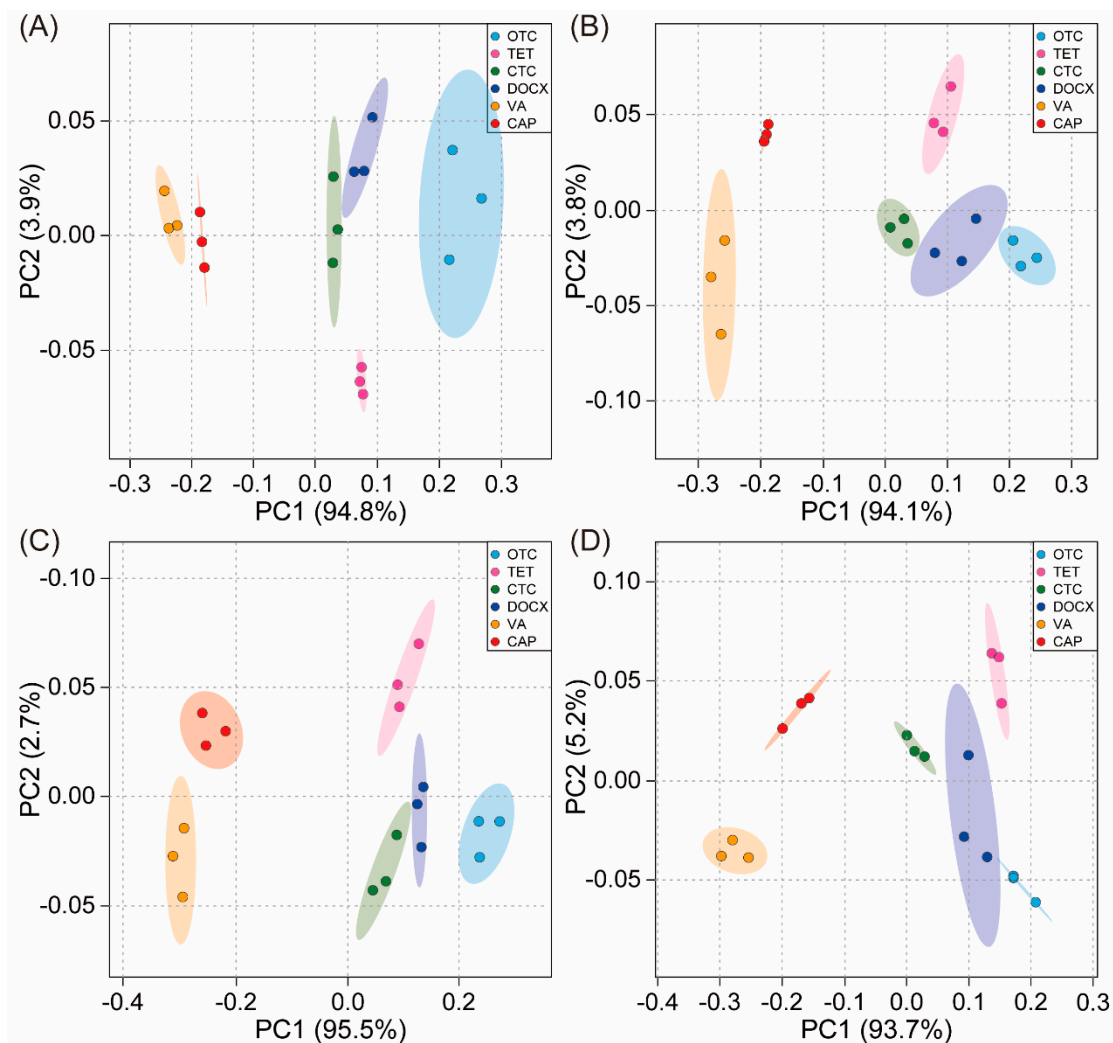 (A)
OTC
TET
CTC
DOCX
VA
CAP
0.05
0.00
-0.05
PC2 (3.9%)
-0.3 -0.2 -0.1 0.0 0.1 0.2 0.3
PC1 (94.8%)
(B)
OTC
TET
CTC
DOCX
VA
CAP
0.05
0.00
-0.05
-0.10
PC2 (3.8%)
-0.3 -0.2 -0.1 0.0 0.1 0.2 0.3
PC1 (94.1%)
(C)
OTC
TET
CTC
DOCX
VA
CAP
-0.10
0.05
0.00
-0.05
PC2 (2.7%)
-0.4 -0.2 0.0 0.2
PC1 (95.5%)
(D)
OTC
TET
CTC
DOCX
VA
CAP
0.10
0.05
0.00
-0.05
PC2 (5.2%)
-0.4 -0.3 -0.2 -0.1 0.0 0.1 0.2 0.3
PC1 (93.7%)